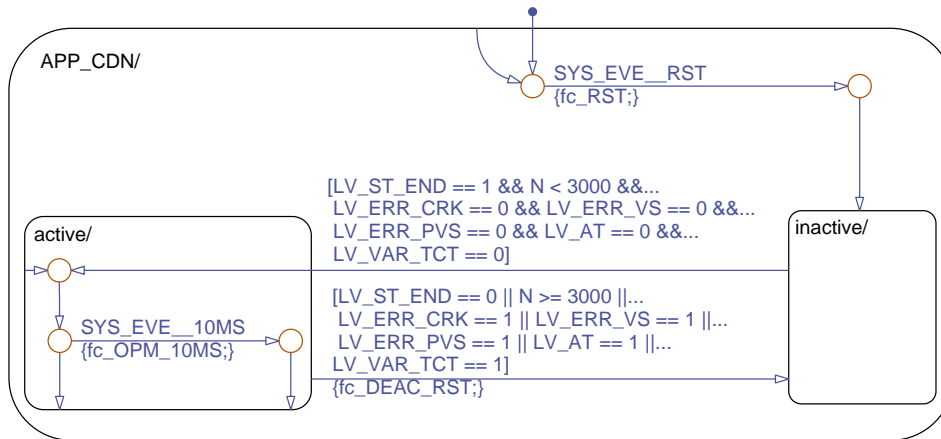 APP_CDN/
SYS_EVE__RST
{fc_RST;}
[LV_ST_END == 1 && N < 3000 &&...
LV_ERR_CRK == 0 && LV_ERR_VS == 0 &&...
LV_ERR_PVS == 0 && LV_AT == 0 &&...
LV_VAR_TCT == 0]
active/
inactive/
SYS_EVE__10MS
{fc_OPM_10MS;}
[LV_ST_END == 0 || N >= 3000 ||...
LV_ERR_CRK == 1 || LV_ERR_VS == 1 ||...
LV_ERR_PVS == 1 || LV_AT == 1 ||...
LV_VAR_TCT == 1]
{fc_DEAC_RST;}